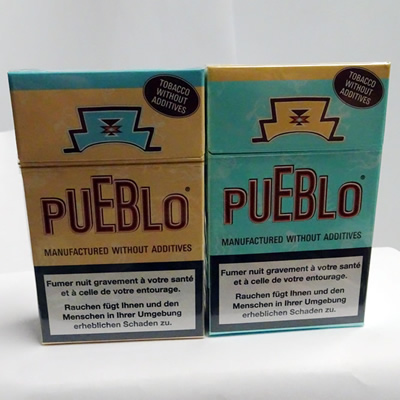 TOBACCO
WITHOUT
ADDITIVES
PUEBLO®
MANUFACTURED WITHOUT ADDITIVES
Fumer nuit gravement à votre santé
et à celle de votre entourage.
Rauchen fügt Ihnen und den
Menschen in Ihrer Umgebung
erheblichen Schaden zu.
TOBACCO
WITHOUT
ADDITIVES
PUEBLO®
MANUFACTURED WITHOUT ADDITIVES
Fumer nuit gravement à votre santé
et à celle de votre entourage.
Rauchen fügt Ihnen und den
Menschen in Ihrer Umgebung
erheblichen Schaden zu.